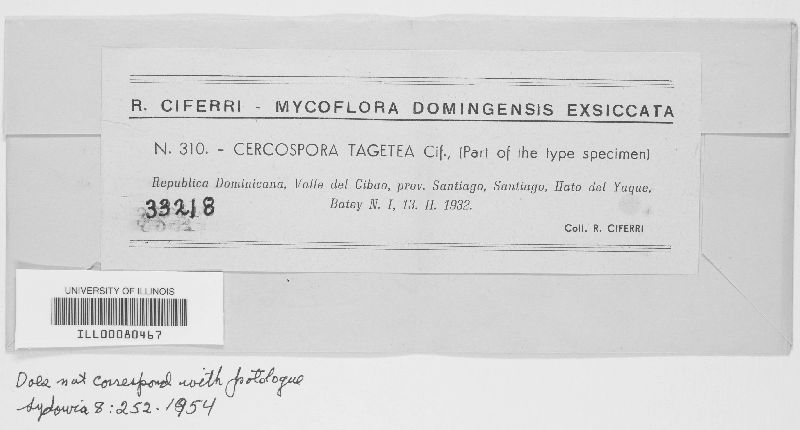 R. CIFERRI - MYCOFLORA DOMINGENSIS EXSICCATA
N. 310. - CERCOSPORA TAGETEA Cif., (Part of the type specimen)
Republica Dominicana, Valle del Cibao, prov. Santiago, Santiago, Hato del Yaque,
Batey N. I, 13. II. 1932.
33218
Coll. R. CIFERRI
UNIVERSITY OF ILLINOIS
ILL00080467
Does not correspond with protologue
Sydowia 8:252. 1954